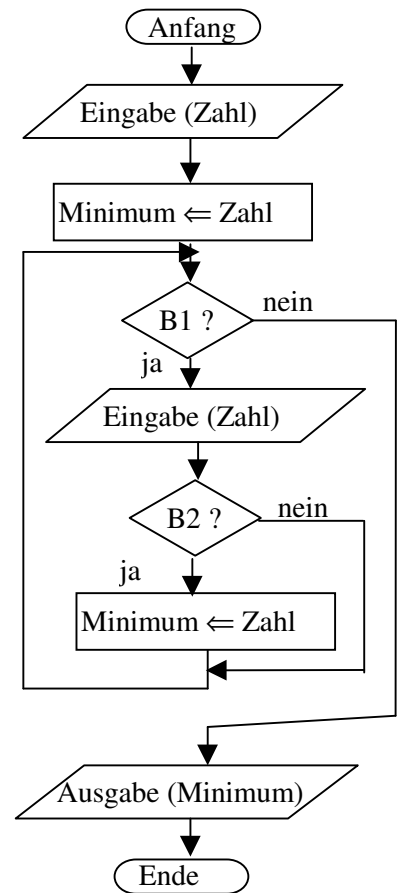 Anfang
Eingabe (Zahl)
Minimum ⇐ Zahl
B1 ?
nein
ja
Eingabe (Zahl)
B2 ?
nein
ja
Minimum ⇐ Zahl
Ausgabe (Minimum)
Ende